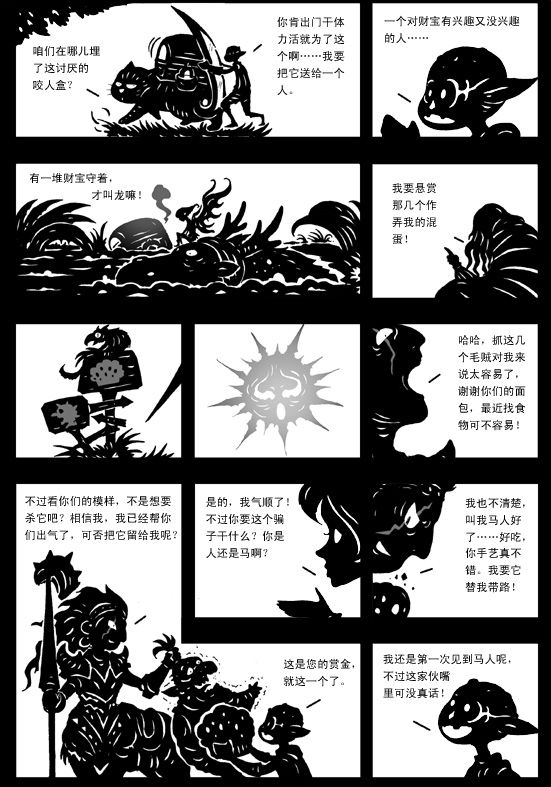 咱们在哪儿埋
了这讨厌的
咬人盒？
你肯出门干体
力活就为了这
个啊……我要
把它送给一个
人。
一个对财宝有兴趣又没兴趣
的人……
有一堆财宝守着，
才叫龙嘛！
我要悬赏
那几个作
弄我的混
蛋！
哈哈，抓这几
个毛贼对我来
说太容易了，
谢谢你们的面
包，最近找食
物可不容易！
不过看你们的模样，不是想要
杀它吧？相信我，我已经帮你
们出气了，可否把它留给我呢？
是的，我气顺了！
不过你要这个骗
子干什么？你是
人还是马啊？
我也不清楚，
叫我马人好
了……好吃，
你手艺真不
错。我要它
替我带路！
这是您的赏金，
就这一个了。
我还是第一次见到马人呢，
不过这家伙嘴
里可没真话！